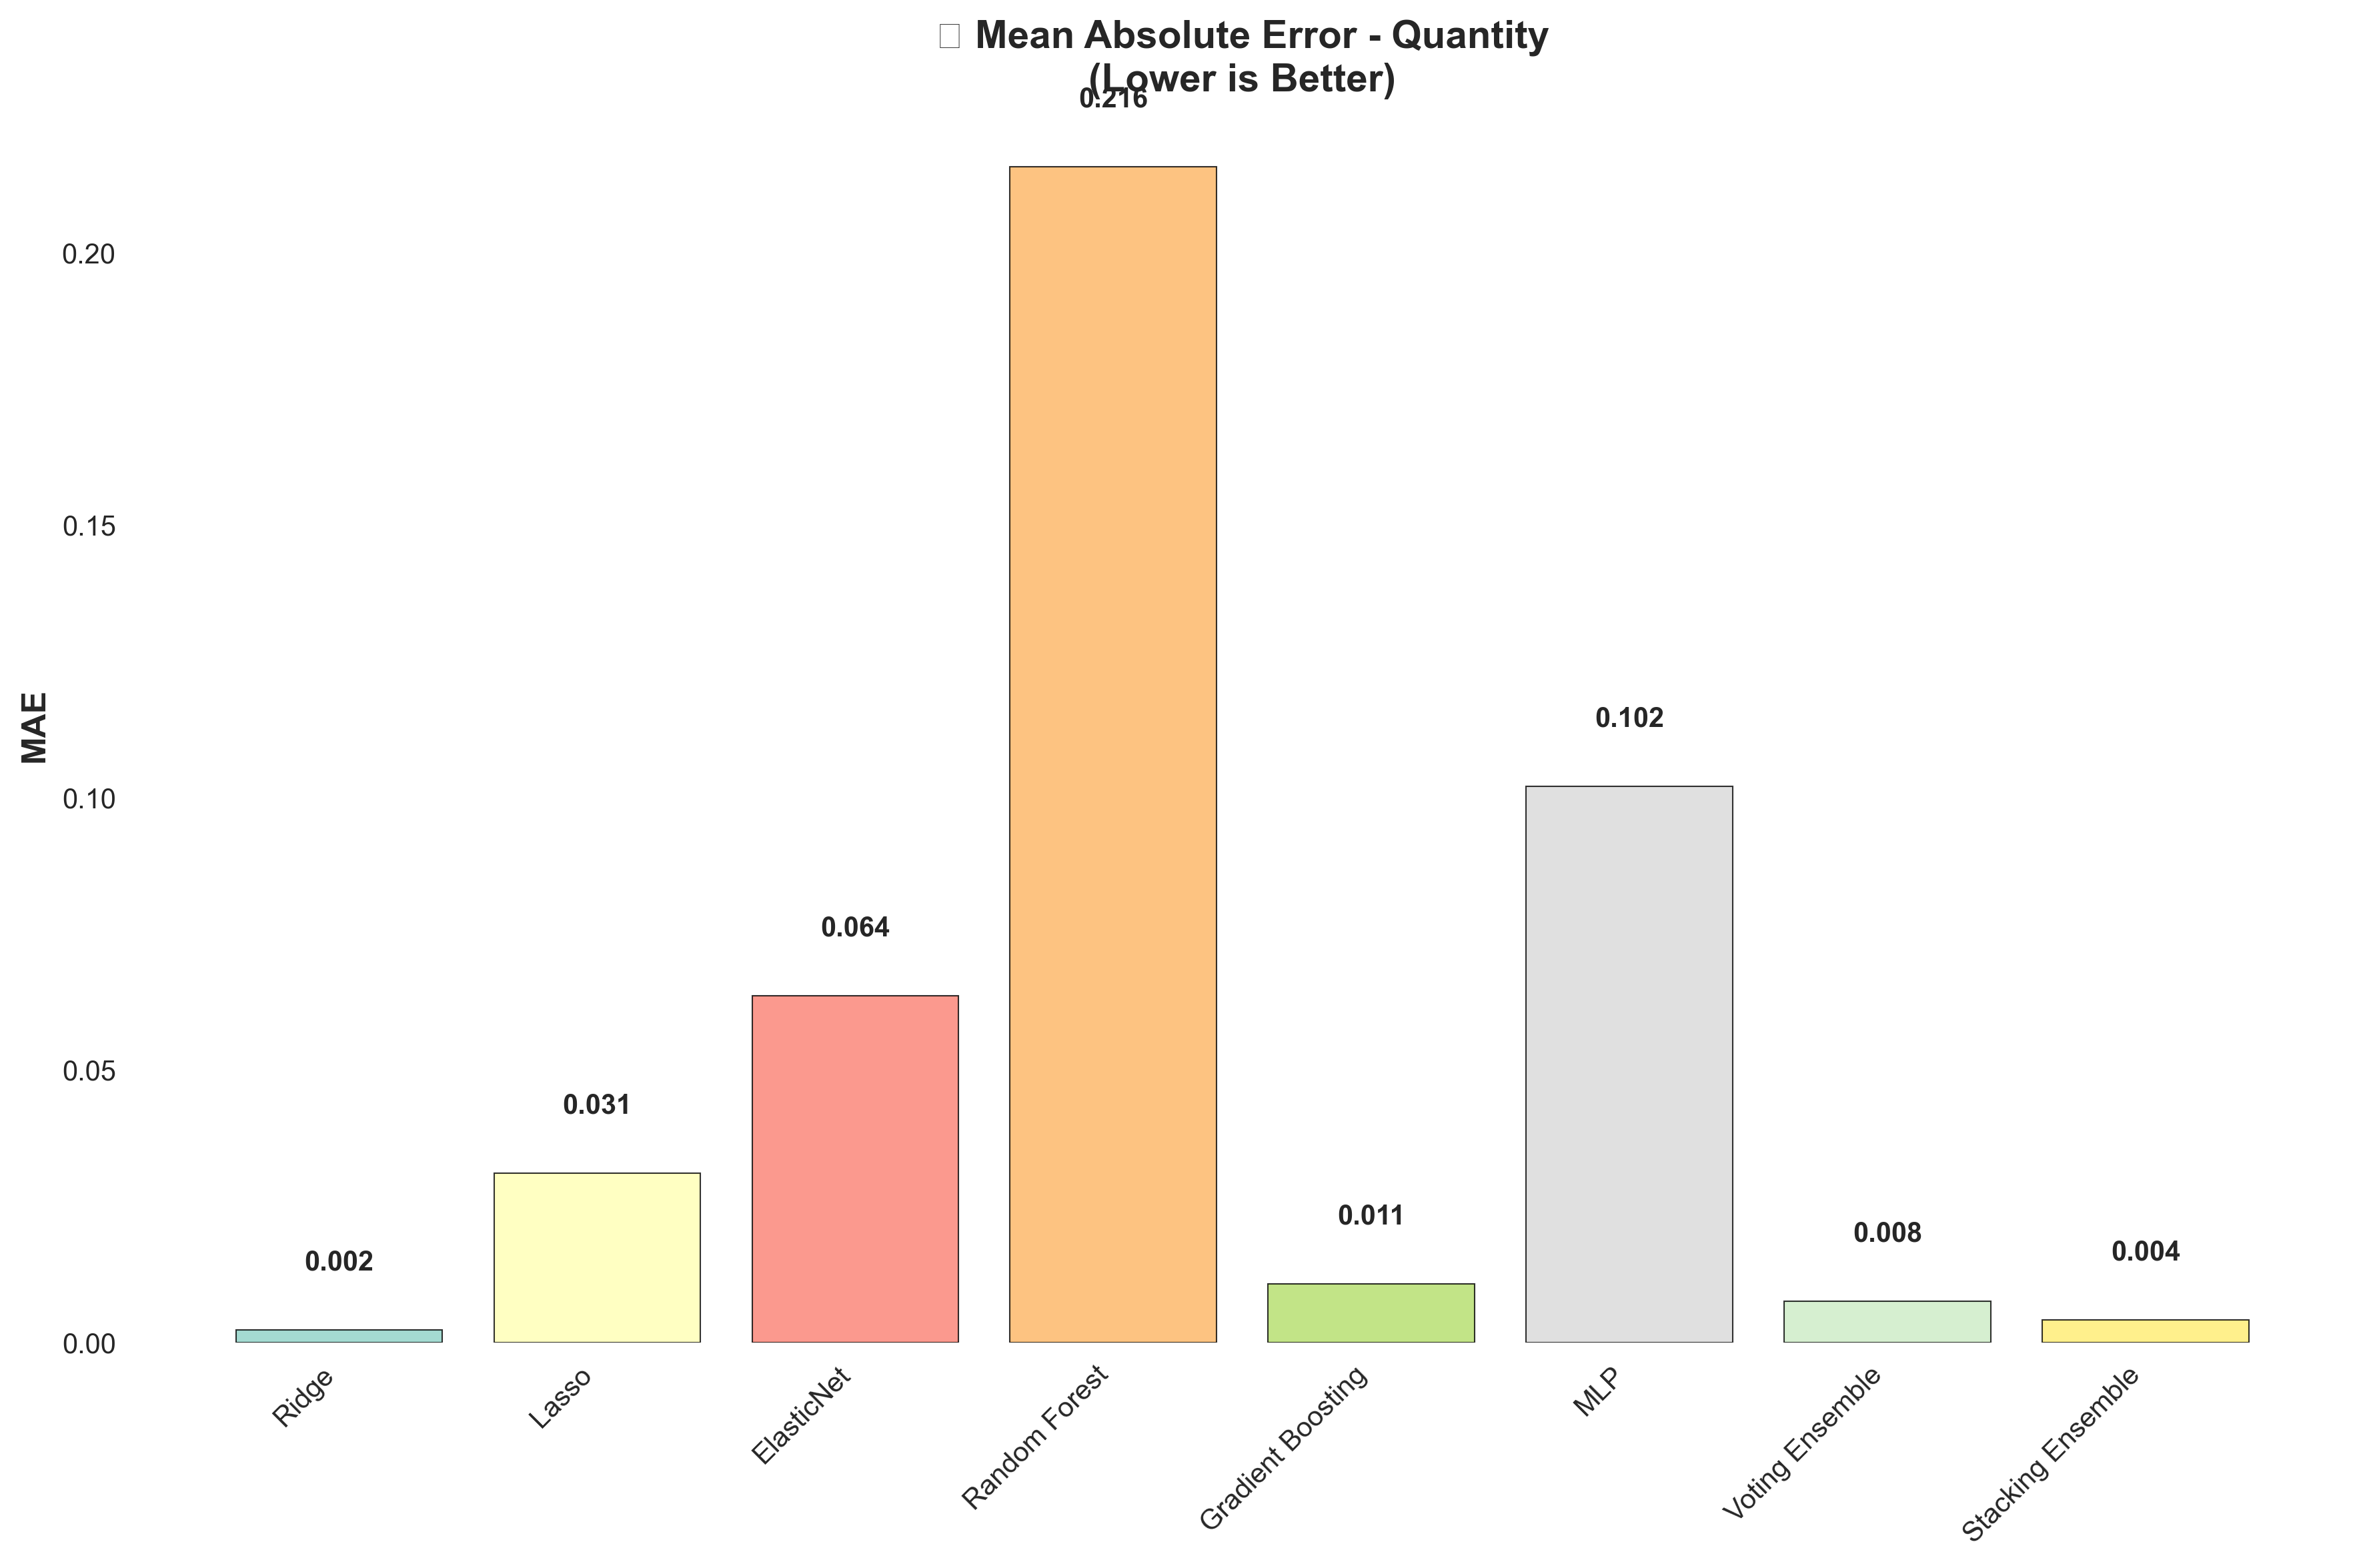 Mean Absolute Error - Quantity
(Lower is Better)
0.216
0.20
0.15
0.10
0.05
0.00
MAE
0.002
0.031
0.064
0.011
0.102
0.008
0.004
Ridge
Lasso
ElasticNet
Random Forest
Gradient Boosting
MLP
Voting Ensemble
Stacking Ensemble